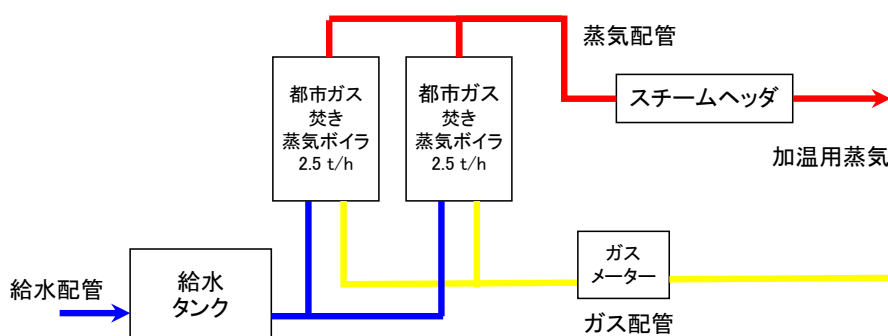 蒸気配管
都市ガス
焚き
蒸気ボイラ
2.5 t/h
都市ガス
焚き
蒸気ボイラ
2.5 t/h
スチームヘッダ
加温用蒸気
給水配管
給水
タンク
ガス
メーター
ガス配管